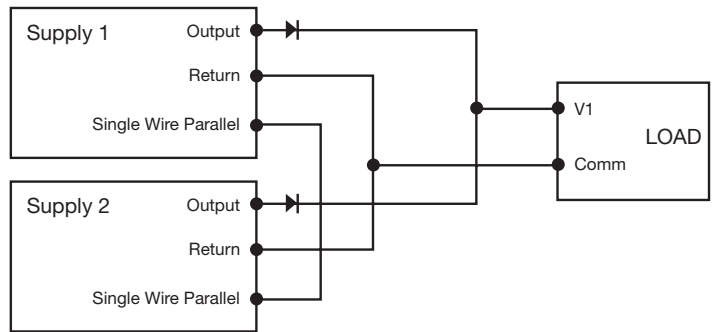 Supply 1
Output
Return
Single Wire Parallel
V1
LOAD
Comm
Supply 2
Output
Return
Single Wire Parallel